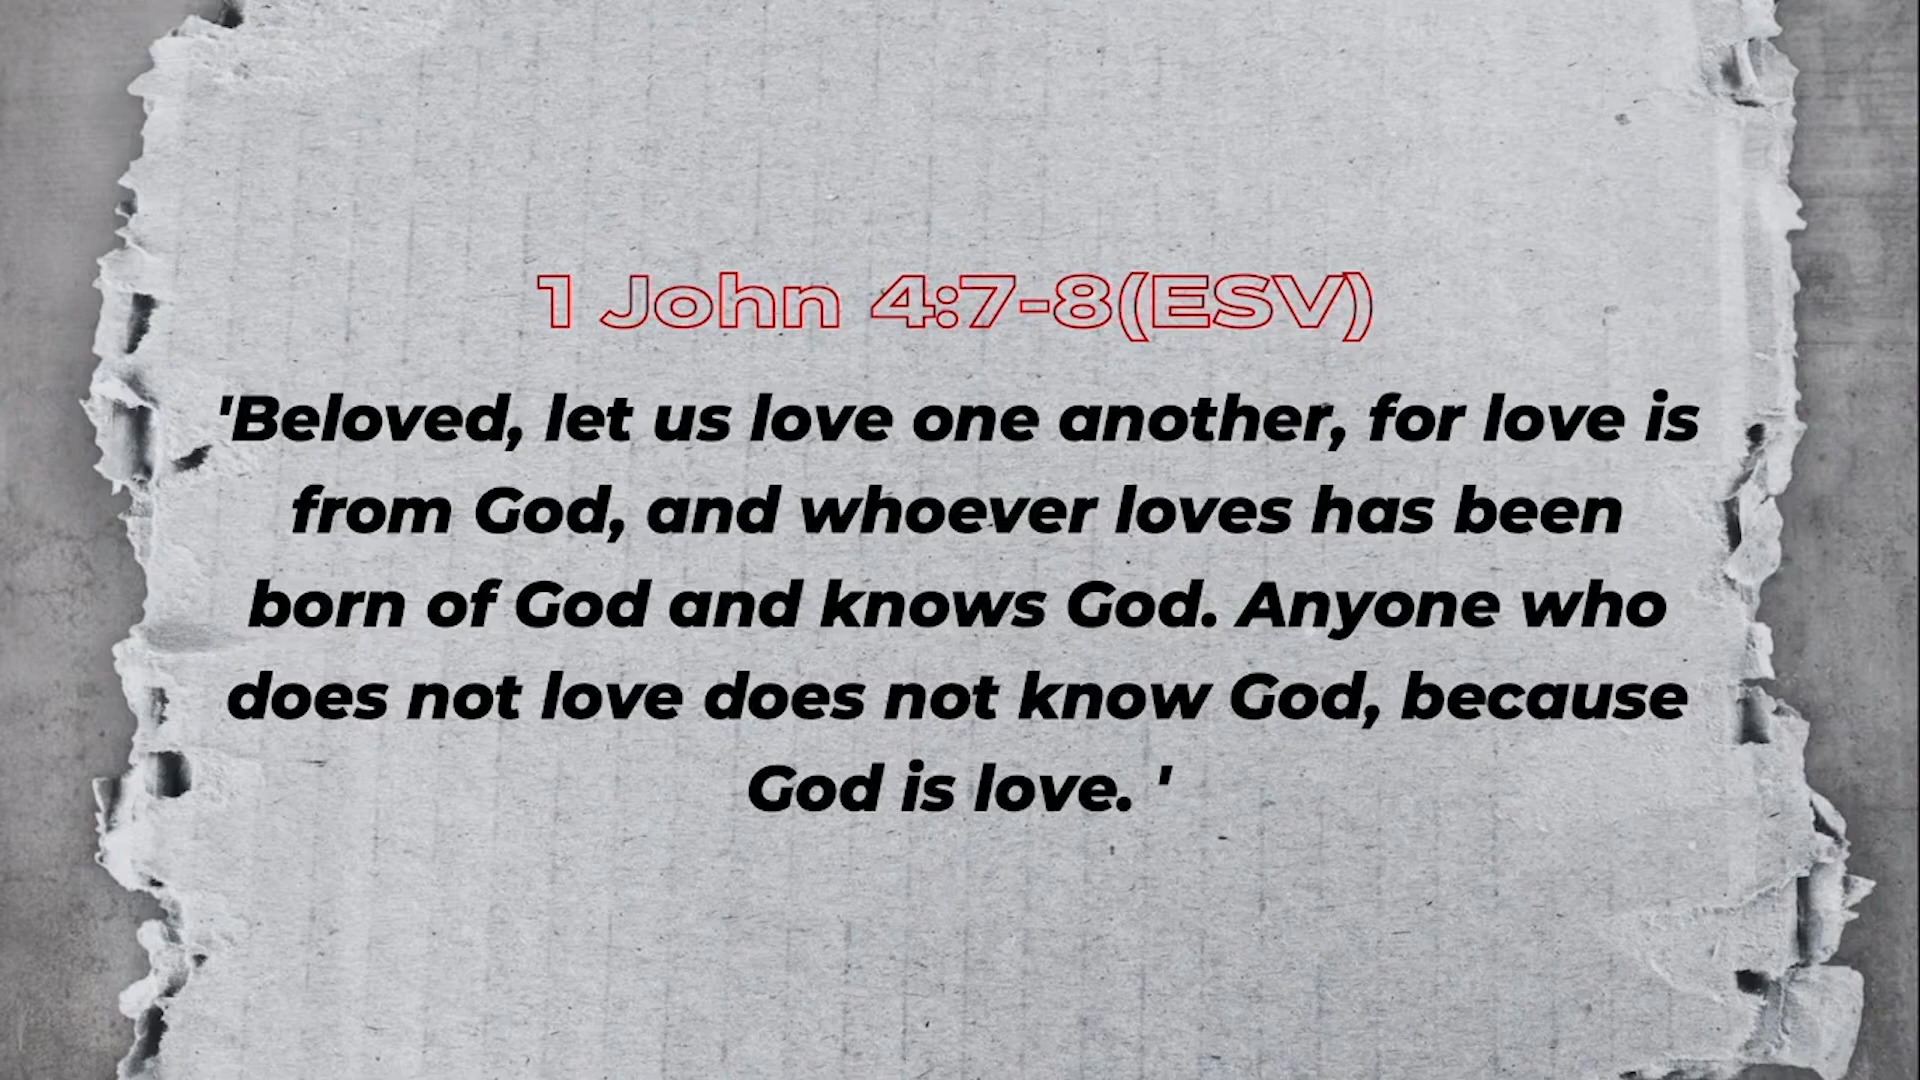 1 John 4:7-8(ESV)
'Beloved, let us love one another, for love is
from God, and whoever loves has been
born of God and knows God. Anyone who
does not love does not know God, because
God is love. '